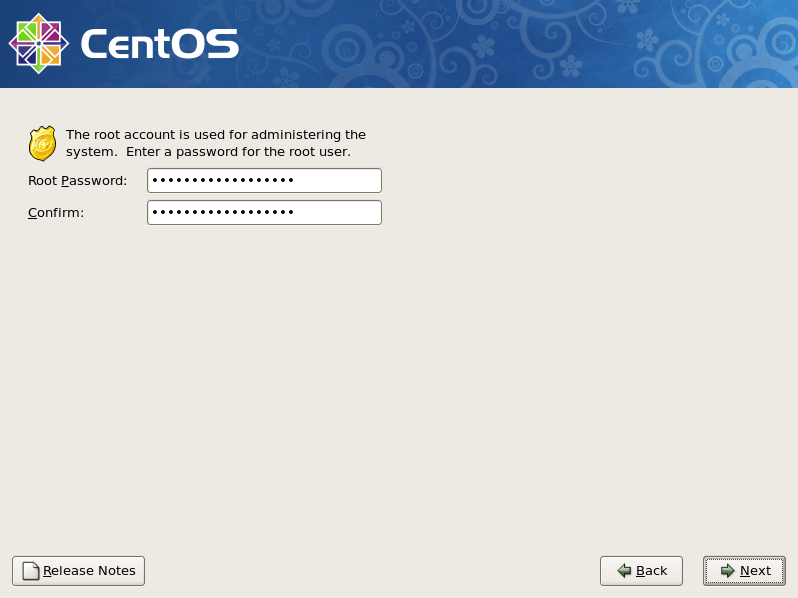 CentOS
The root account is used for administering the
system.  Enter a password for the root user.
Root Password: ••••••••••••••••••
Confirm: ••••••••••••••••••
Release Notes
Back
Next